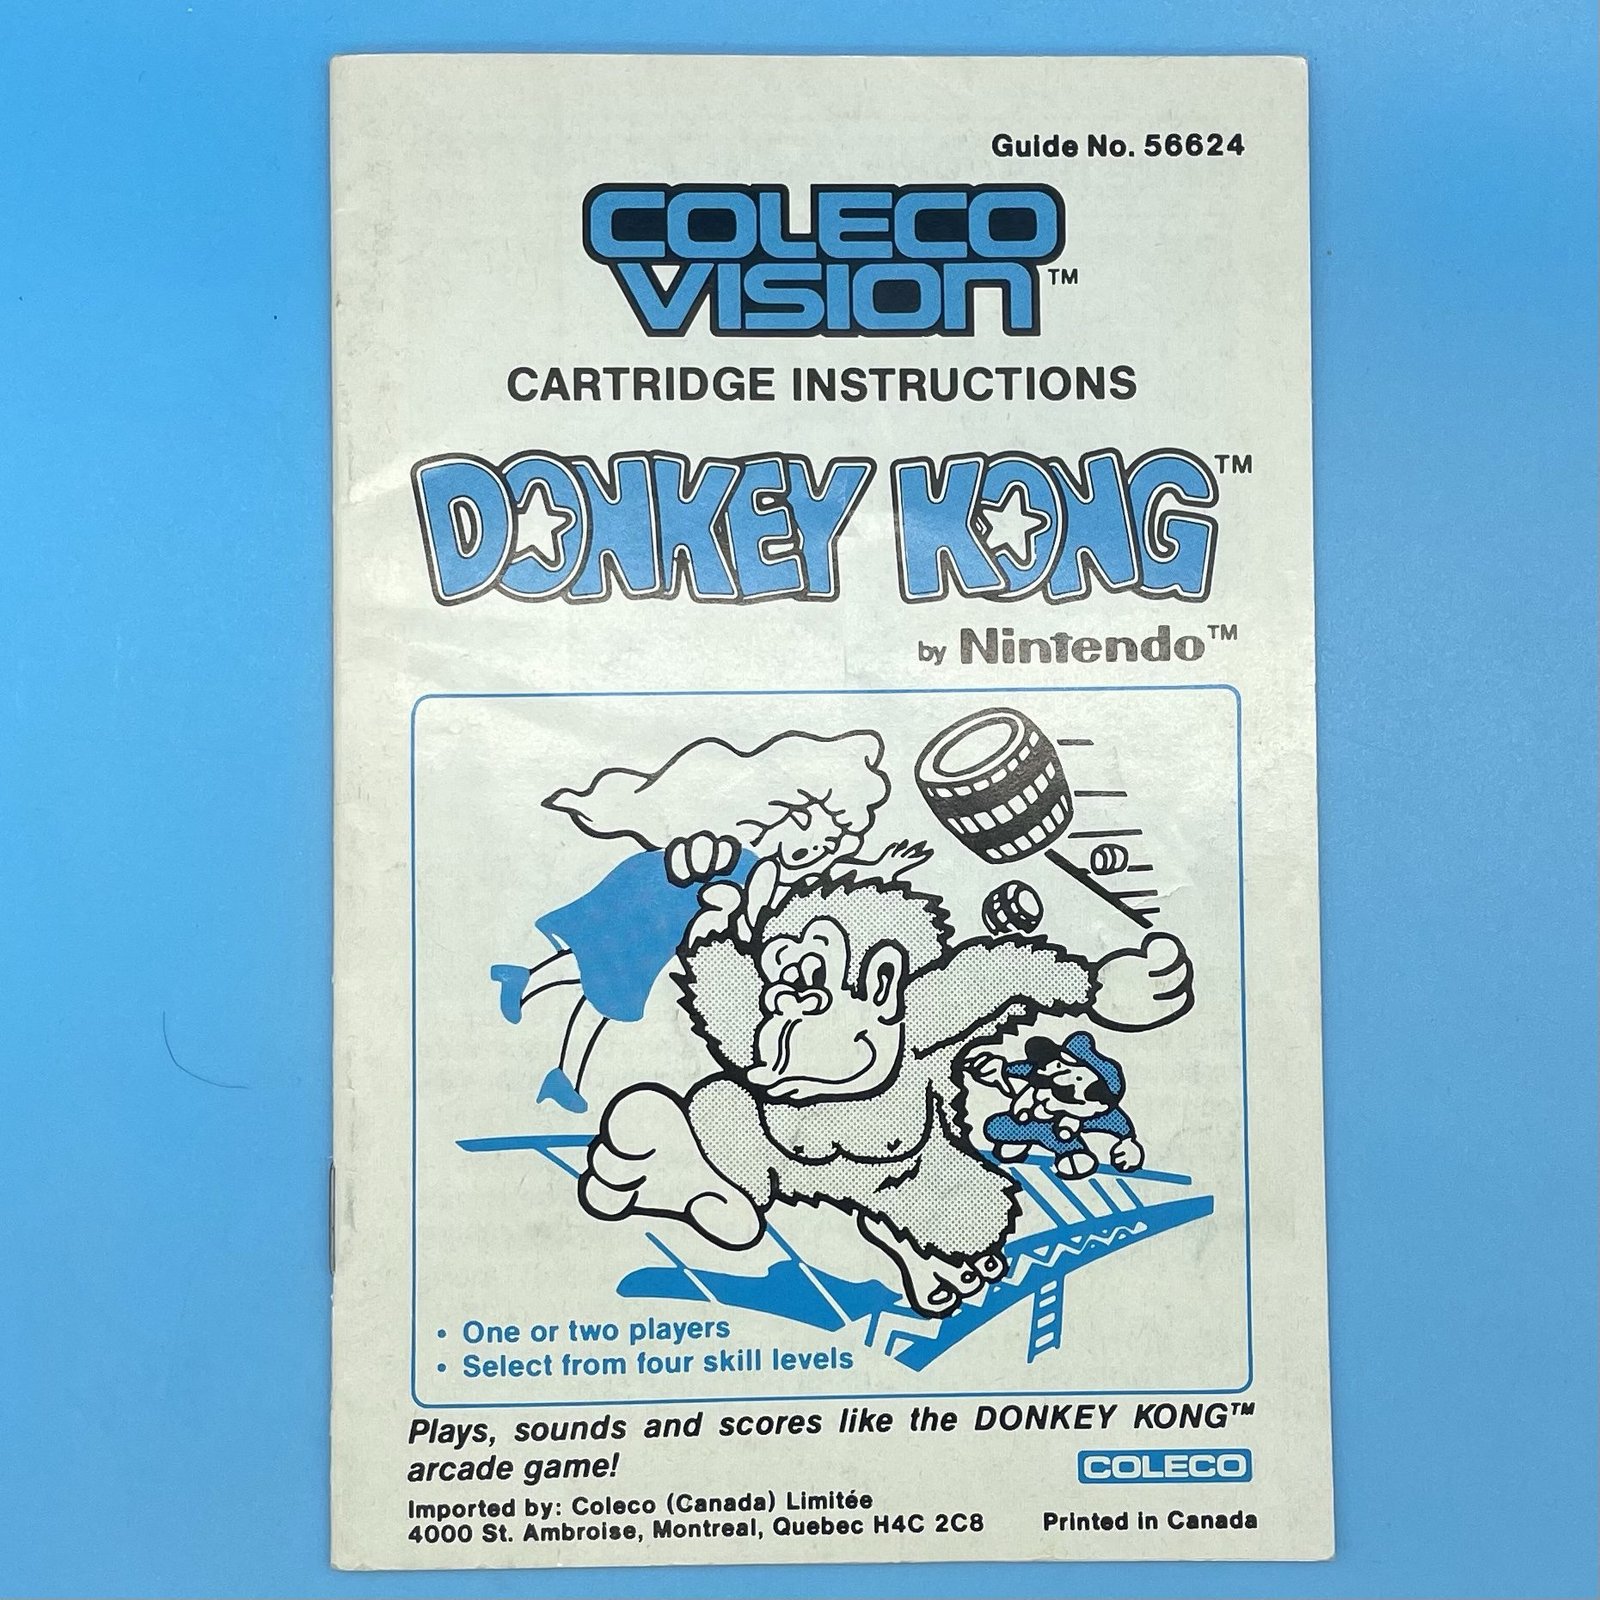 Guide No. 56624
COLECO
VISION™
CARTRIDGE INSTRUCTIONS
DONKEY KONG™
by Nintendo™
• One or two players
• Select from four skill levels
Plays, sounds and scores like the DONKEY KONG™
arcade game!
COLECO
Imported by: Coleco (Canada) Limitée
4000 St. Ambroise, Montreal, Quebec H4C 2C8
Printed in Canada